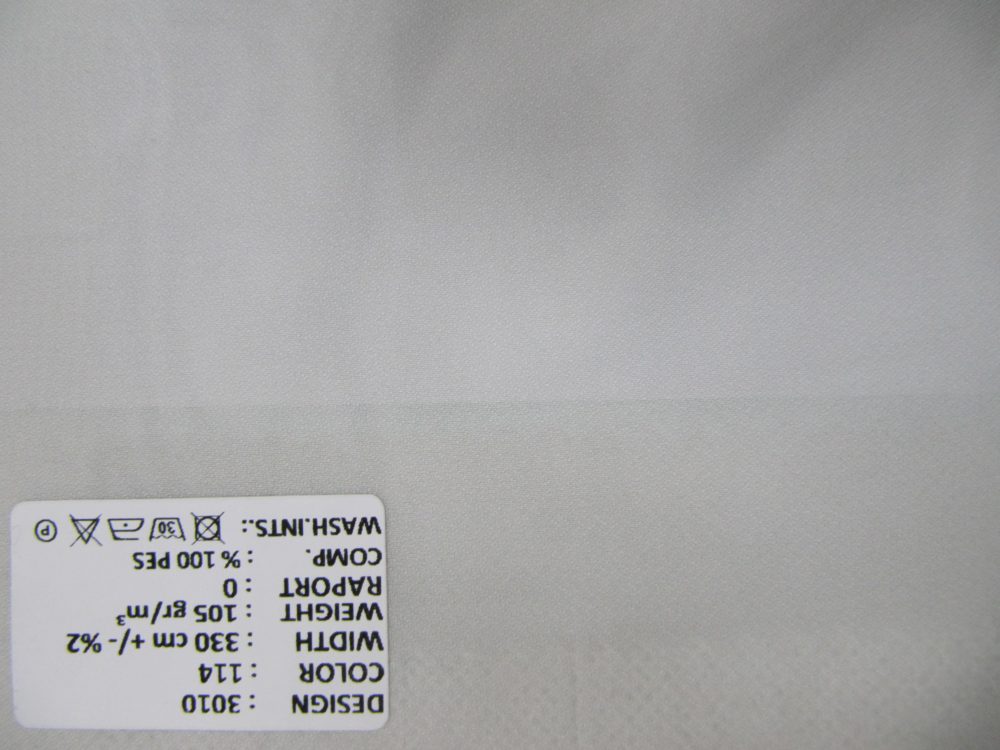 DESIGN : 3010
COLOR : 114
WIDTH : 330 cm +/- %2
WEIGHT : 105 gr/m³
RAPORT : 0
COMP. : % 100 PES
WASH.INTS.: 30 P